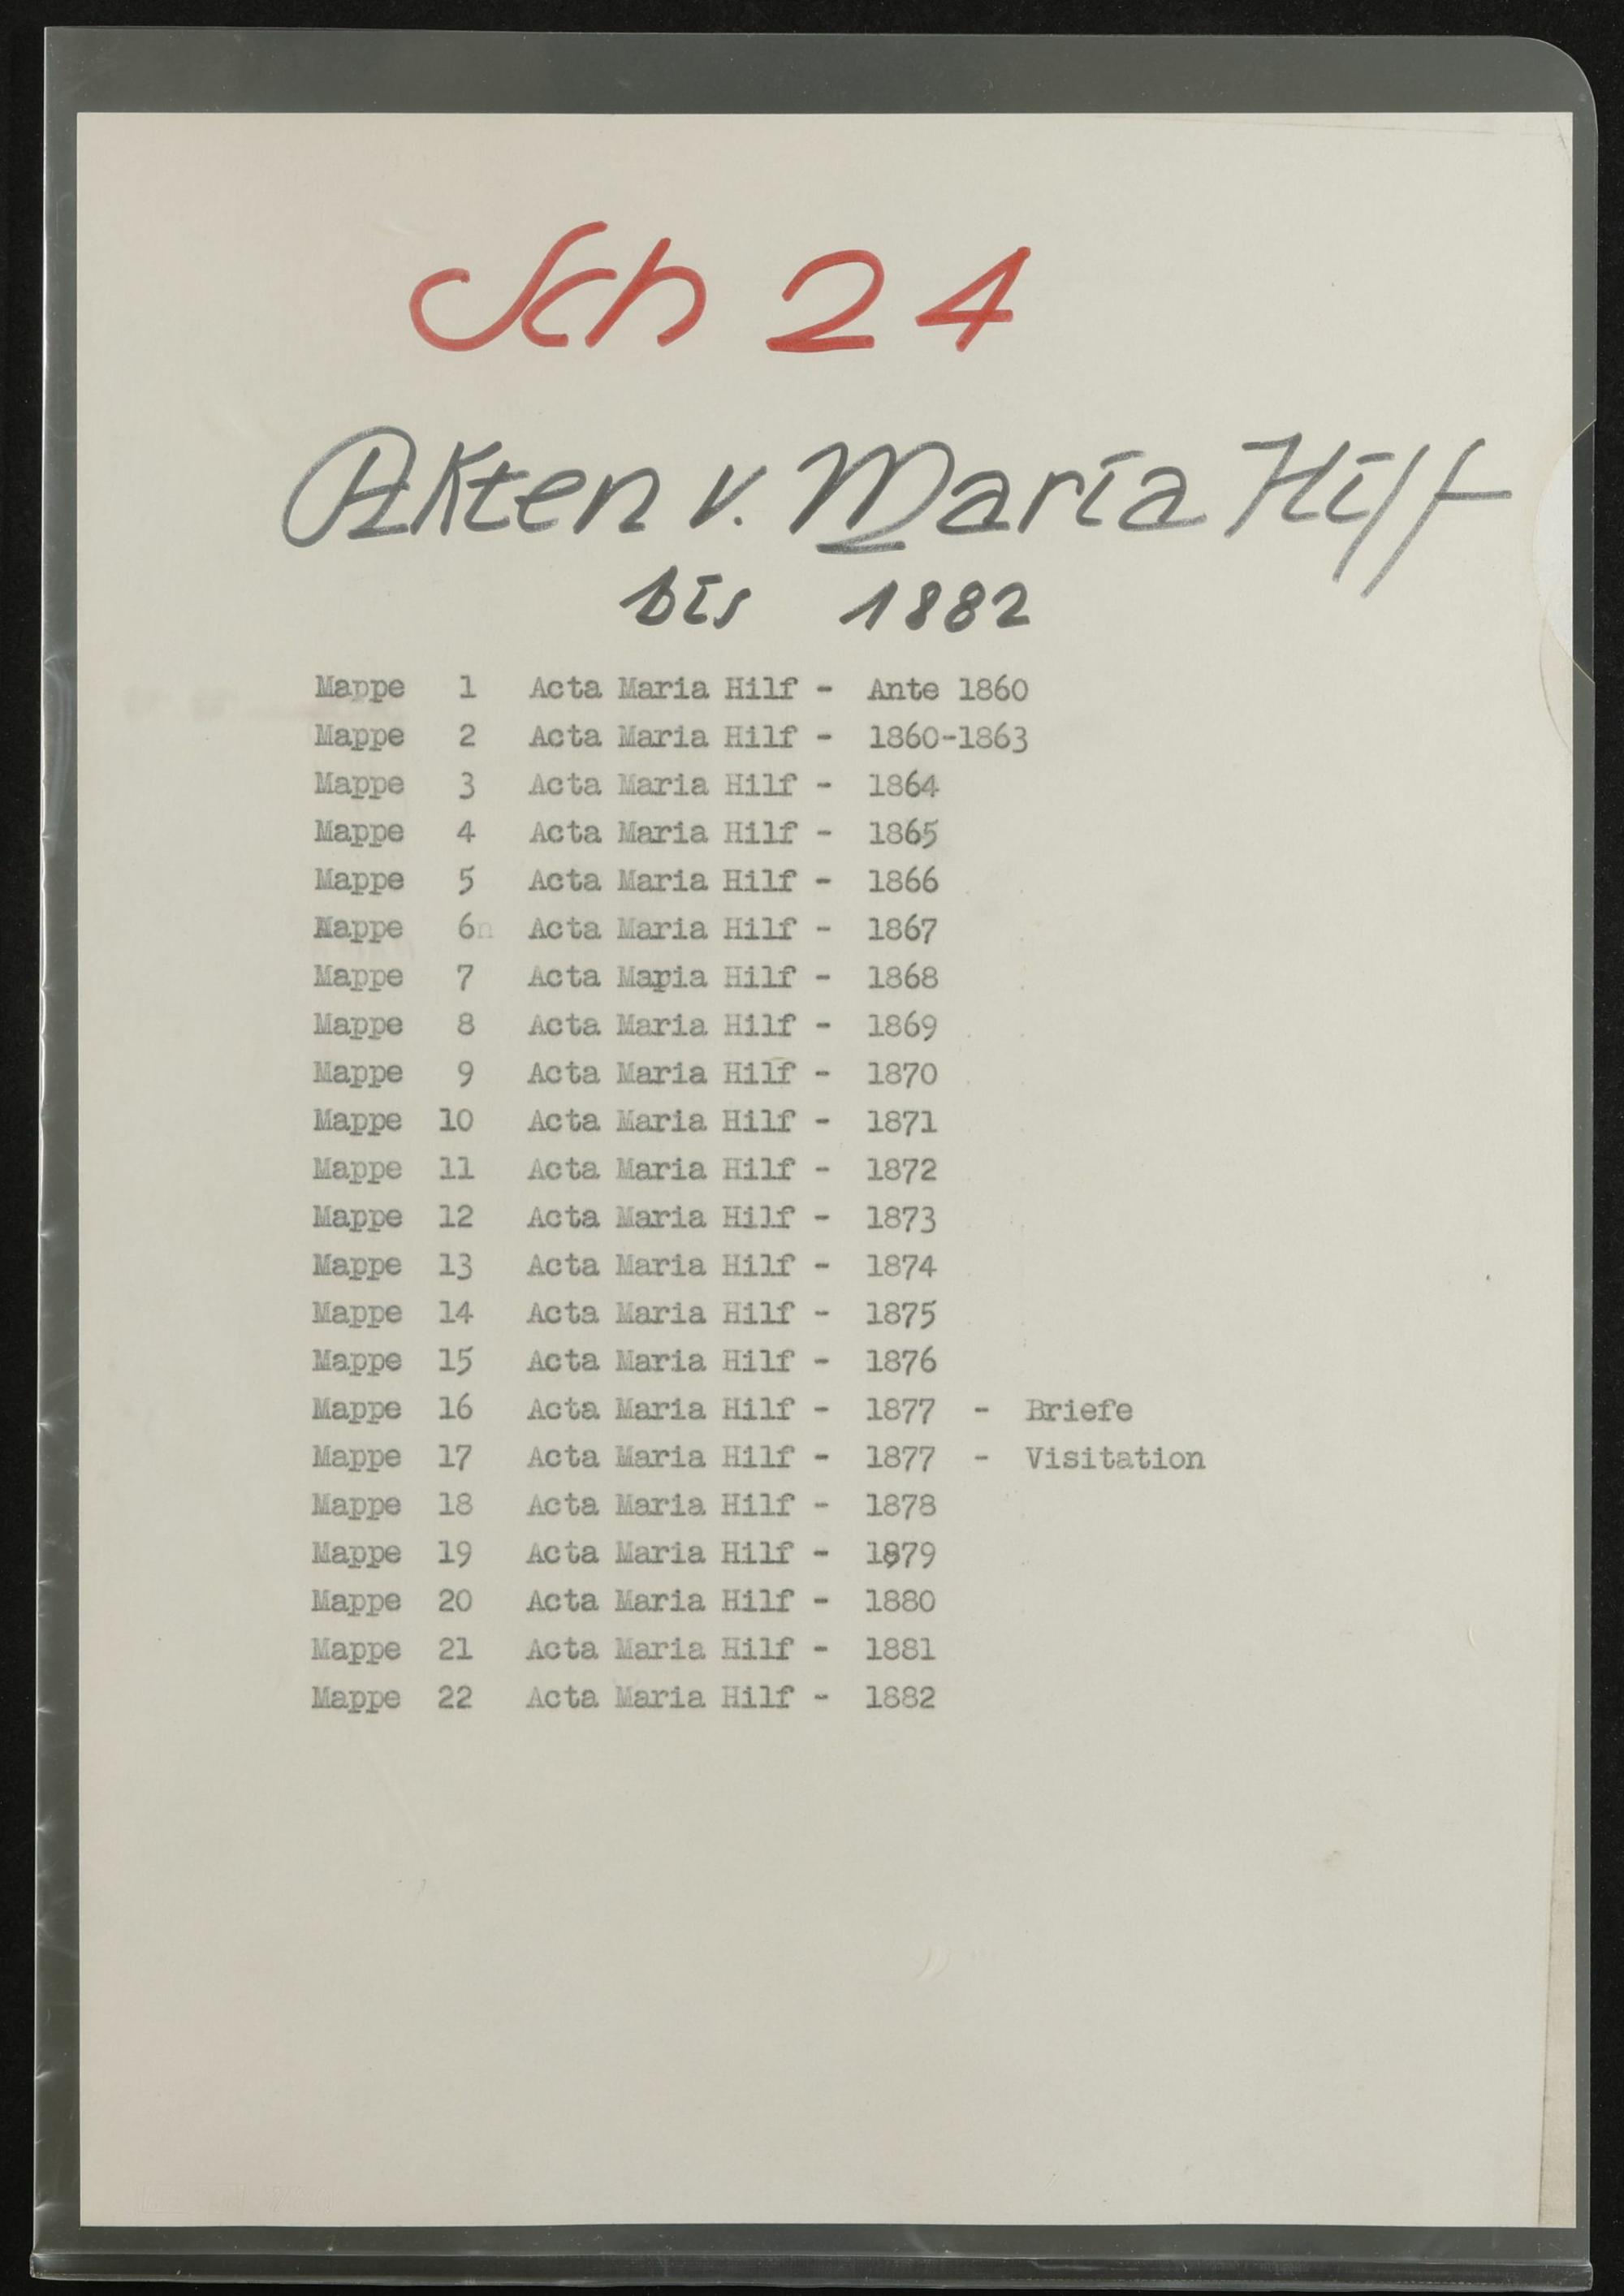 Sch 24
Akten v. Maria Hilf
bis 1882
Mappe 1 Acta Maria Hilf - Ante 1860
Mappe 2 Acta Maria Hilf - 1860-1863
Mappe 3 Acta Maria Hilf - 1864
Mappe 4 Acta Maria Hilf - 1865
Mappe 5 Acta Maria Hilf - 1866
Mappe 6n Acta Maria Hilf - 1867
Mappe 7 Acta Maria Hilf - 1868
Mappe 8 Acta Maria Hilf - 1869
Mappe 9 Acta Maria Hilf - 1870
Mappe 10 Acta Maria Hilf - 1871
Mappe 11 Acta Maria Hilf - 1872
Mappe 12 Acta Maria Hilf - 1873
Mappe 13 Acta Maria Hilf - 1874
Mappe 14 Acta Maria Hilf - 1875
Mappe 15 Acta Maria Hilf - 1876
Mappe 16 Acta Maria Hilf - 1877 - Briefe
Mappe 17 Acta Maria Hilf - 1877 - Visitation
Mappe 18 Acta Maria Hilf - 1878
Mappe 19 Acta Maria Hilf - 1879
Mappe 20 Acta Maria Hilf - 1880
Mappe 21 Acta Maria Hilf - 1881
Mappe 22 Acta Maria Hilf - 1882